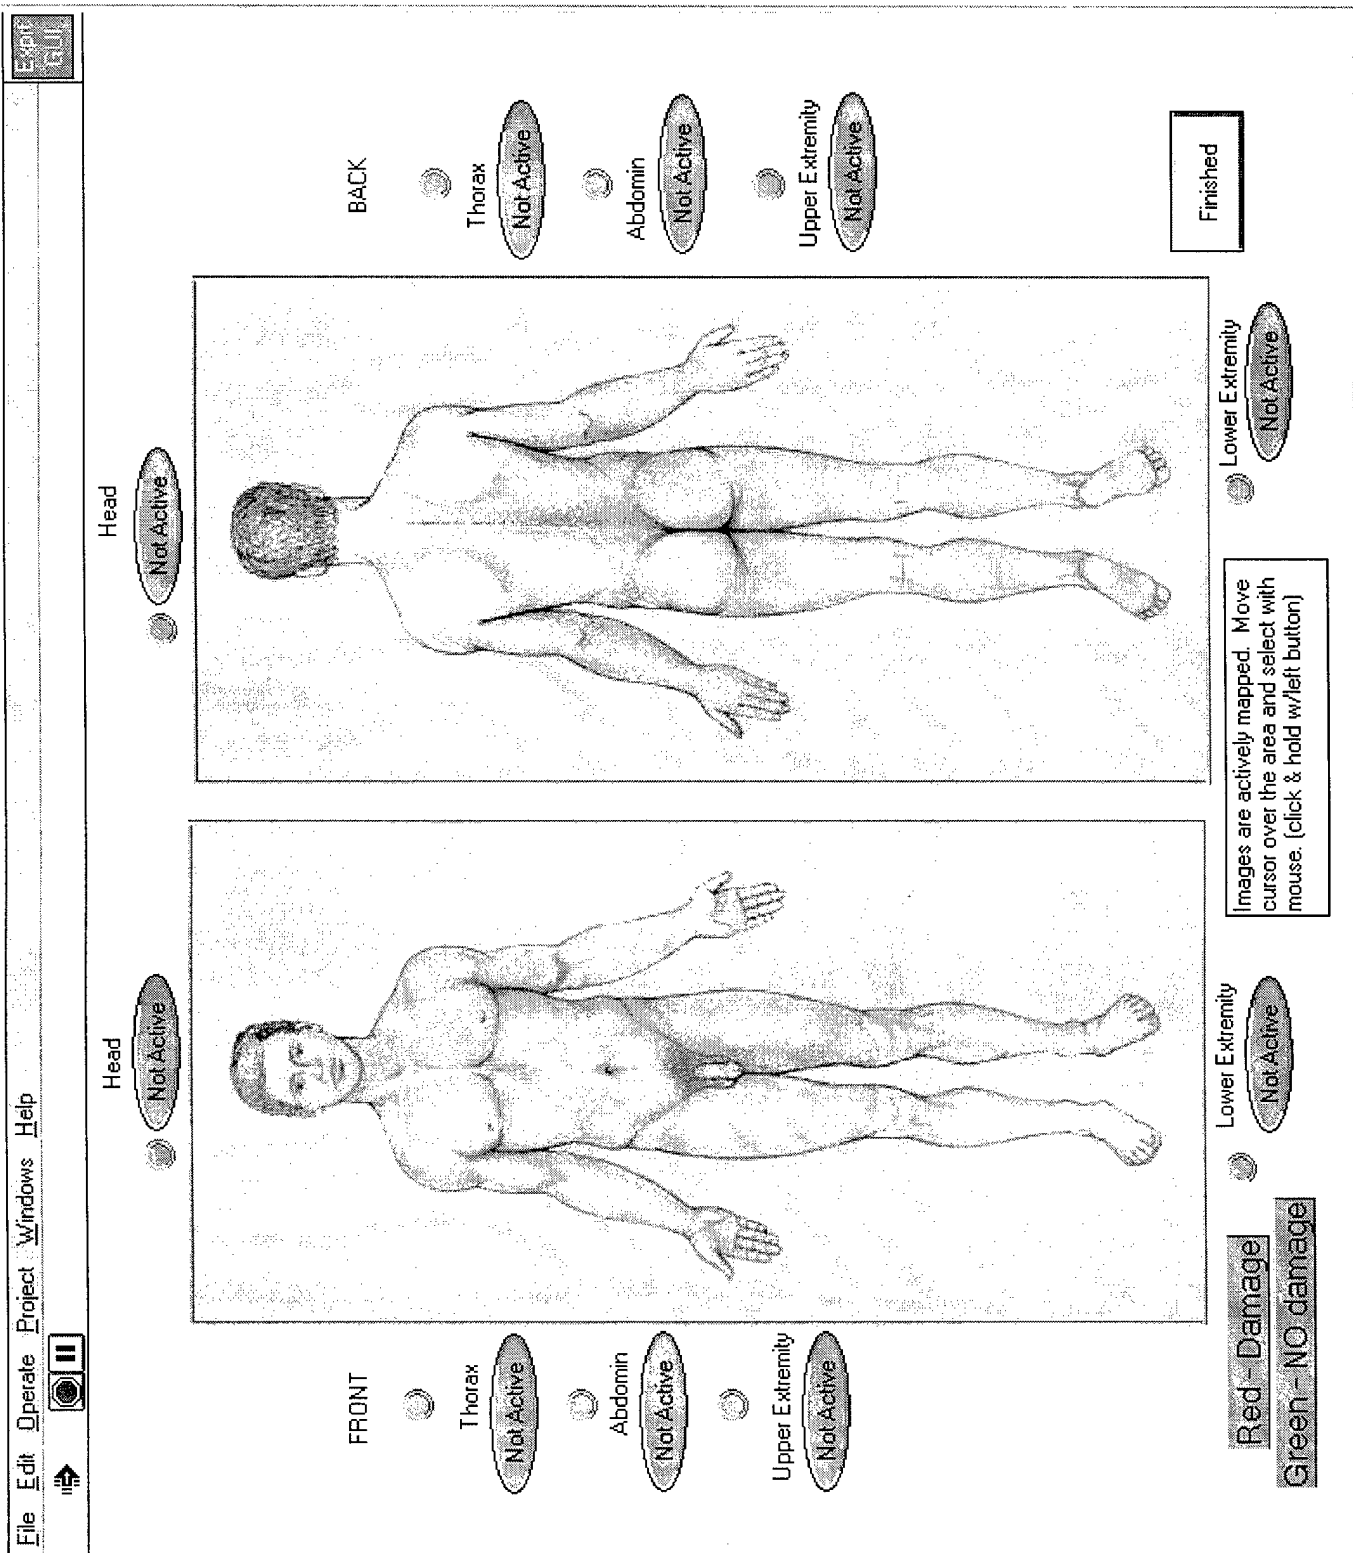 File Edit Operate Project Windows Help
Expr
GUI
FRONT
Head
Not Active
Head
Not Active
BACK
Thorax
Not Active
Abdomin
Not Active
Upper Extremity
Not Active
Thorax
Not Active
Abdomin
Not Active
Upper Extremity
Not Active
Red - Damage
Green - NO damage
Lower Extremity
Not Active
Images are actively mapped. Move
cursor over the area and select with
mouse. (click & hold w/left button)
Lower Extremity
Not Active
Finished